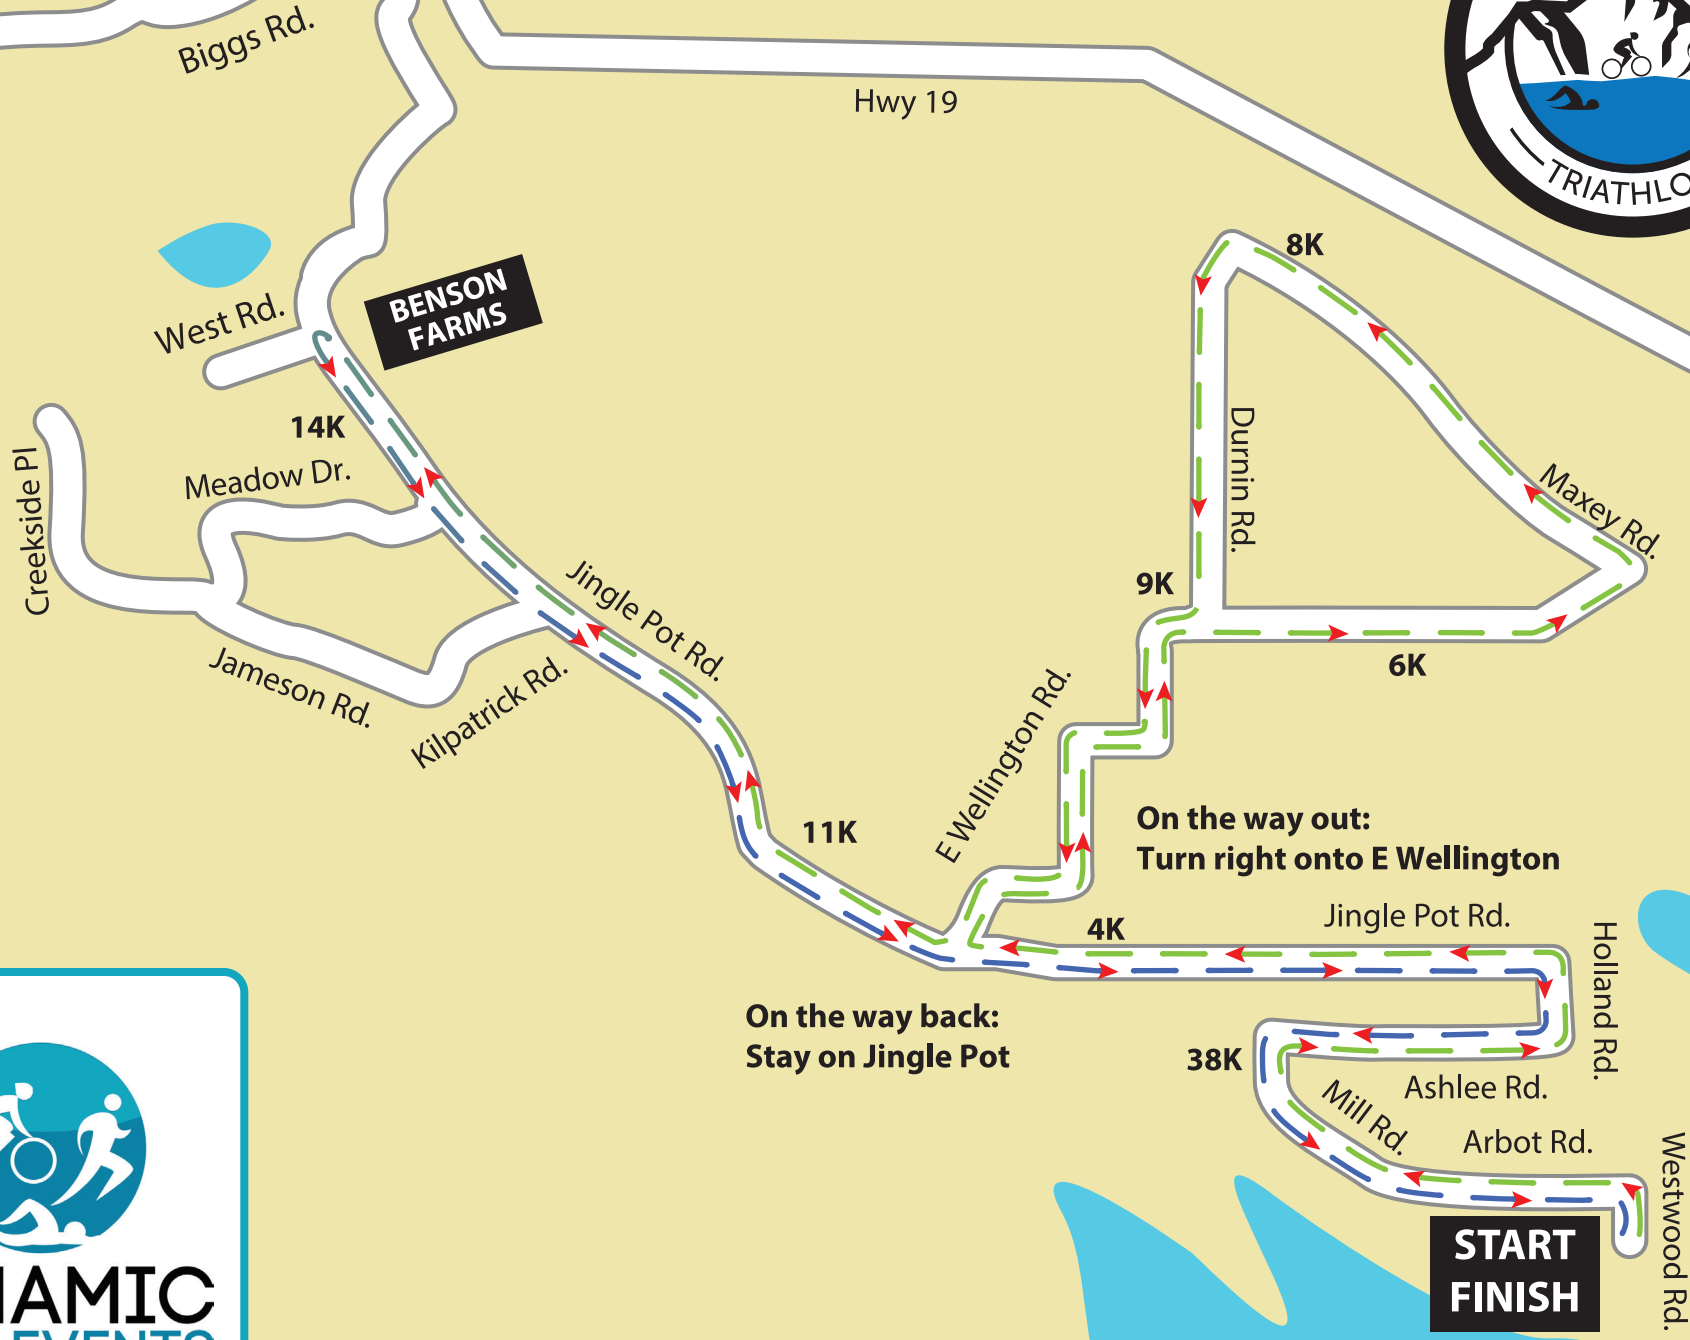 Biggs Rd.
Hwy 19
TRIATHLO
8K
BENSON
FARMS
West Rd.
14K
Durnin Rd.
Creekside Pl
Meadow Dr.
Maxey Rd.
Jingle Pot Rd.
9K
6K
Jameson Rd.
Kilpatrick Rd.
E Wellington Rd.
11K
On the way out:
Turn right onto E Wellington
Jingle Pot Rd.
4K
Holland Rd.
On the way back:
Stay on Jingle Pot
38K
Ashlee Rd.
Mill Rd.
Arbot Rd.
Westwood Rd.
START
FINISH
NAMIC
EVENTS